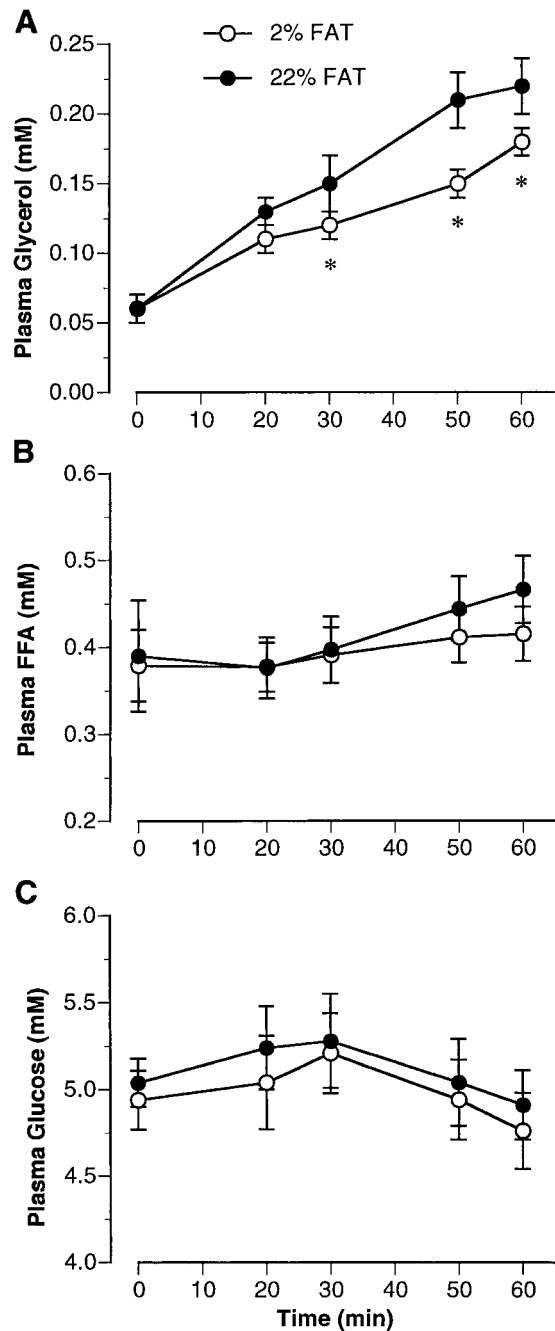 A
2% FAT
22% FAT
0.25
0.20
0.15
0.10
0.05
0.00
Plasma Glycerol (mM)
* * *
0 10 20 30 40 50 60
B
0.6
0.5
0.4
0.3
0.2
Plasma FFA (mM)
0 10 20 30 40 50 60
C
6.0
5.5
5.0
4.5
4.0
Plasma Glucose (mM)
0 10 20 30 40 50 60
Time (min)